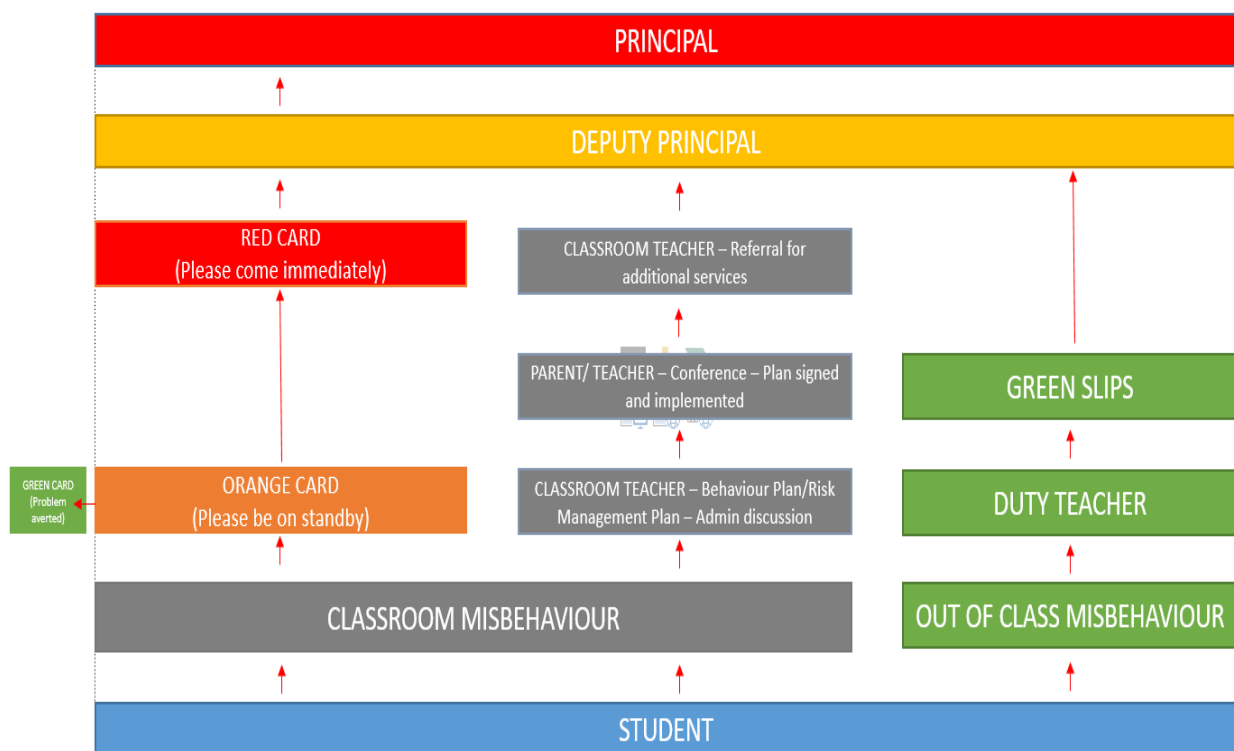 PRINCIPAL
DEPUTY PRINCIPAL
RED CARD
(Please come immediately)
CLASSROOM TEACHER – Referral for
additional services
PARENT/ TEACHER – Conference – Plan signed
and implemented
GREEN SLIPS
GREEN CARD
(Problem
averted)
ORANGE CARD
(Please be on standby)
CLASSROOM TEACHER – Behaviour Plan/Risk
Management Plan – Admin discussion
DUTY TEACHER
CLASSROOM MISBEHAVIOUR
OUT OF CLASS MISBEHAVIOUR
STUDENT